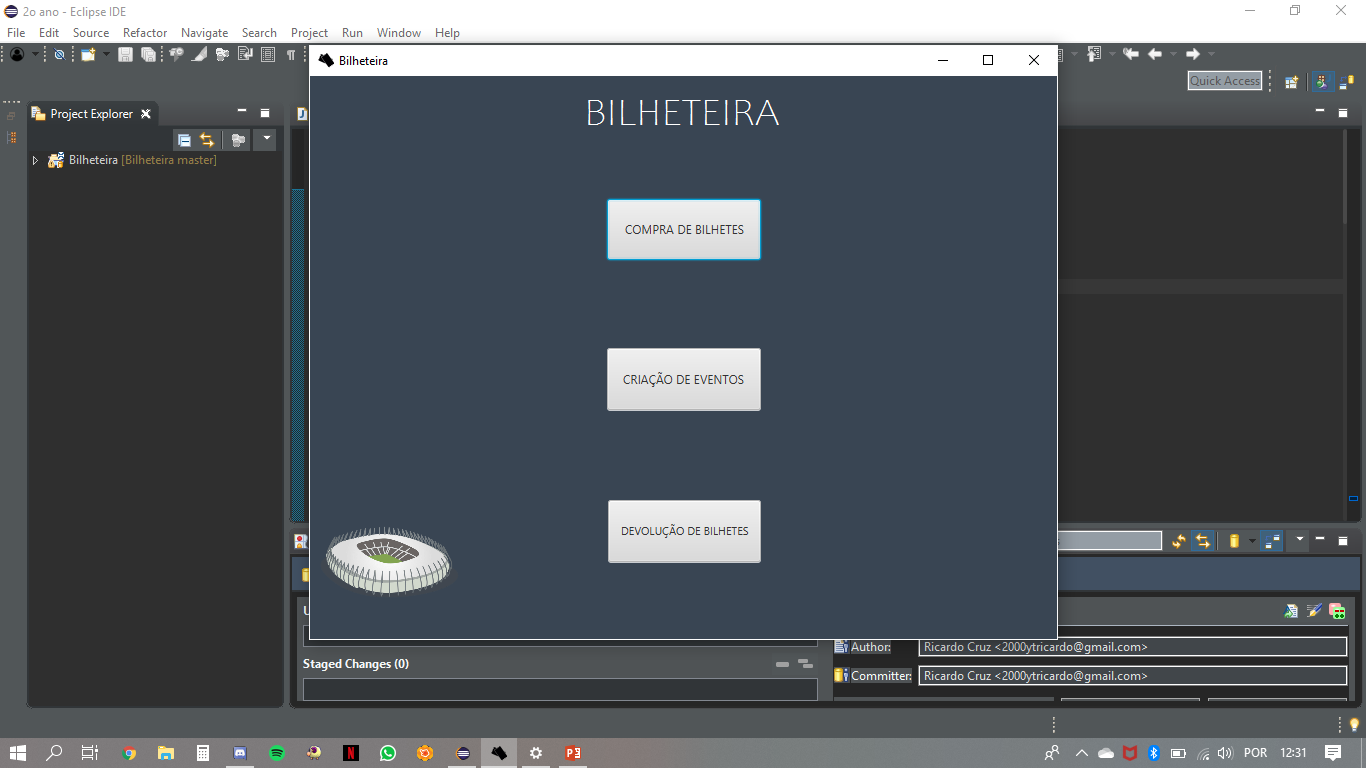 2o ano - Eclipse IDE
File Edit Source Refactor Navigate Search Project Run Window Help
Bilheteira
Quick Access
Project Explorer
BILHETEIRA
Bilheteira [Bilheteira master]
COMPRA DE BILHETES
CRIAÇÃO DE EVENTOS
DEVOLUÇÃO DE BILHETES
Author: Ricardo Cruz <2000ytricardo@gmail.com>
Staged Changes (0)
Committer: Ricardo Cruz <2000ytricardo@gmail.com>
POR 12:31